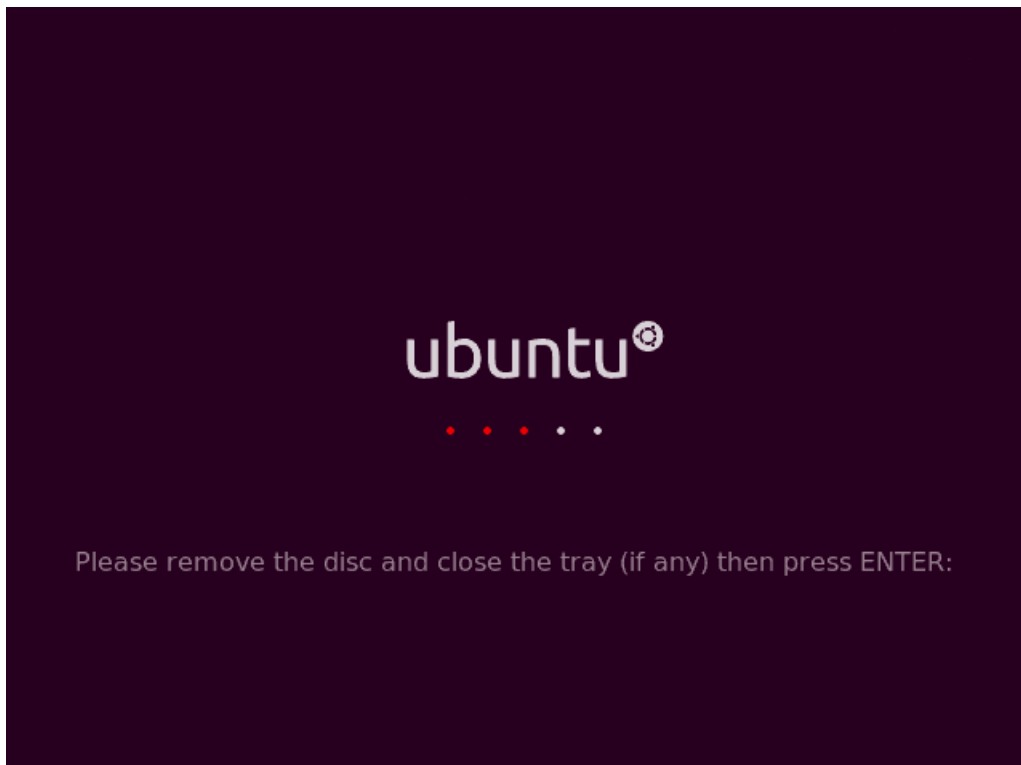 ubuntu
Please remove the disc and close the tray (if any) then press ENTER: